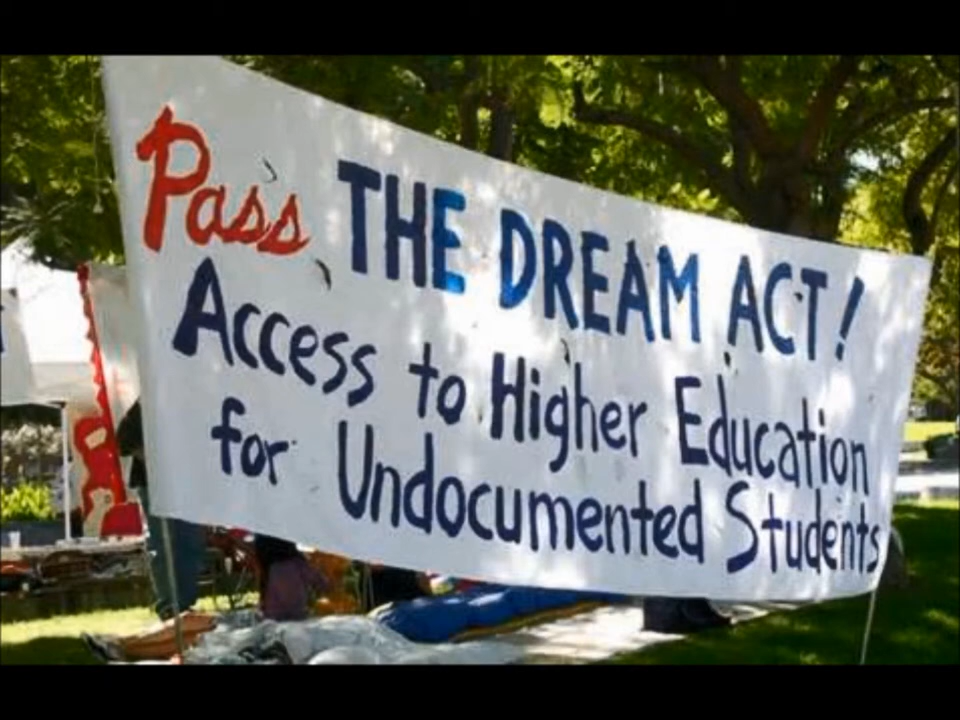 Pass THE DREAM ACT!
Access to Higher Education
for Undocumented Students